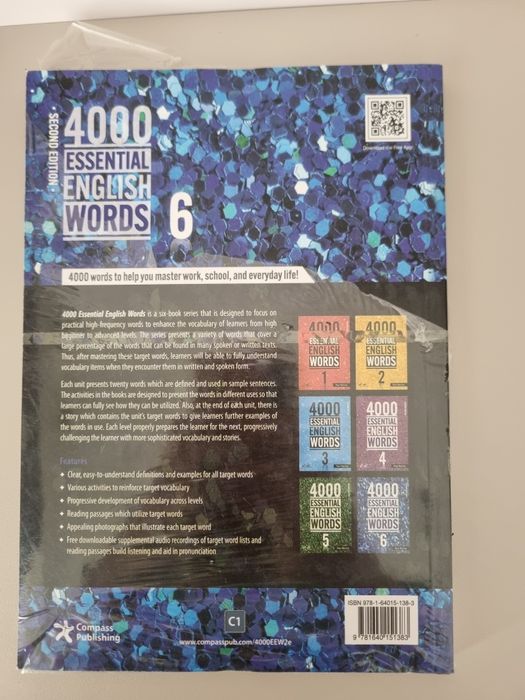 SECOND EDITION
4000
ESSENTIAL
ENGLISH
WORDS
6
Download the Free App!
4000 words to help you master work, school, and everyday life!
4000 Essential English Words is a six-book series that is designed to focus on
practical high-frequency words to enhance the vocabulary of learners from high
beginner to advanced levels. The series presents a variety of words that cover a
large percentage of the words that can be found in many spoken or written texts.
Thus, after mastering these target words, learners will be able to fully understand
vocabulary items when they encounter them in written and spoken form.
Each unit presents twenty words which are defined and used in sample sentences.
The activities in the books are designed to present the words in different uses so that
learners can fully see how they can be utilized. Also, at the end of each unit, there is
a story which contains the unit's target words to give learners further examples of
the words in use. Each level properly prepares the learner for the next, progressively
challenging the learner with more sophisticated vocabulary and stories.
Features
Clear, easy-to-understand definitions and examples for all target words
Various activities to reinforce target vocabulary
Progressive development of vocabulary across levels
Reading passages which utilize target words
Appealing photographs that illustrate each target word
Free downloadable supplemental audio recordings of target word lists and
reading passages build listening and aid in pronunciation
4000
ESSENTIAL
ENGLISH
WORDS
1
4000
ESSENTIAL
ENGLISH
WORDS
2
4000
ESSENTIAL
ENGLISH
WORDS
3
4000
ESSENTIAL
ENGLISH
WORDS
4
4000
ESSENTIAL
ENGLISH
WORDS
5
4000
ESSENTIAL
ENGLISH
WORDS
6
Compass
Publishing
C1
www.compasspub.com/4000EEW2e
ISBN 978-1-64015-138-3
9 781640 151383